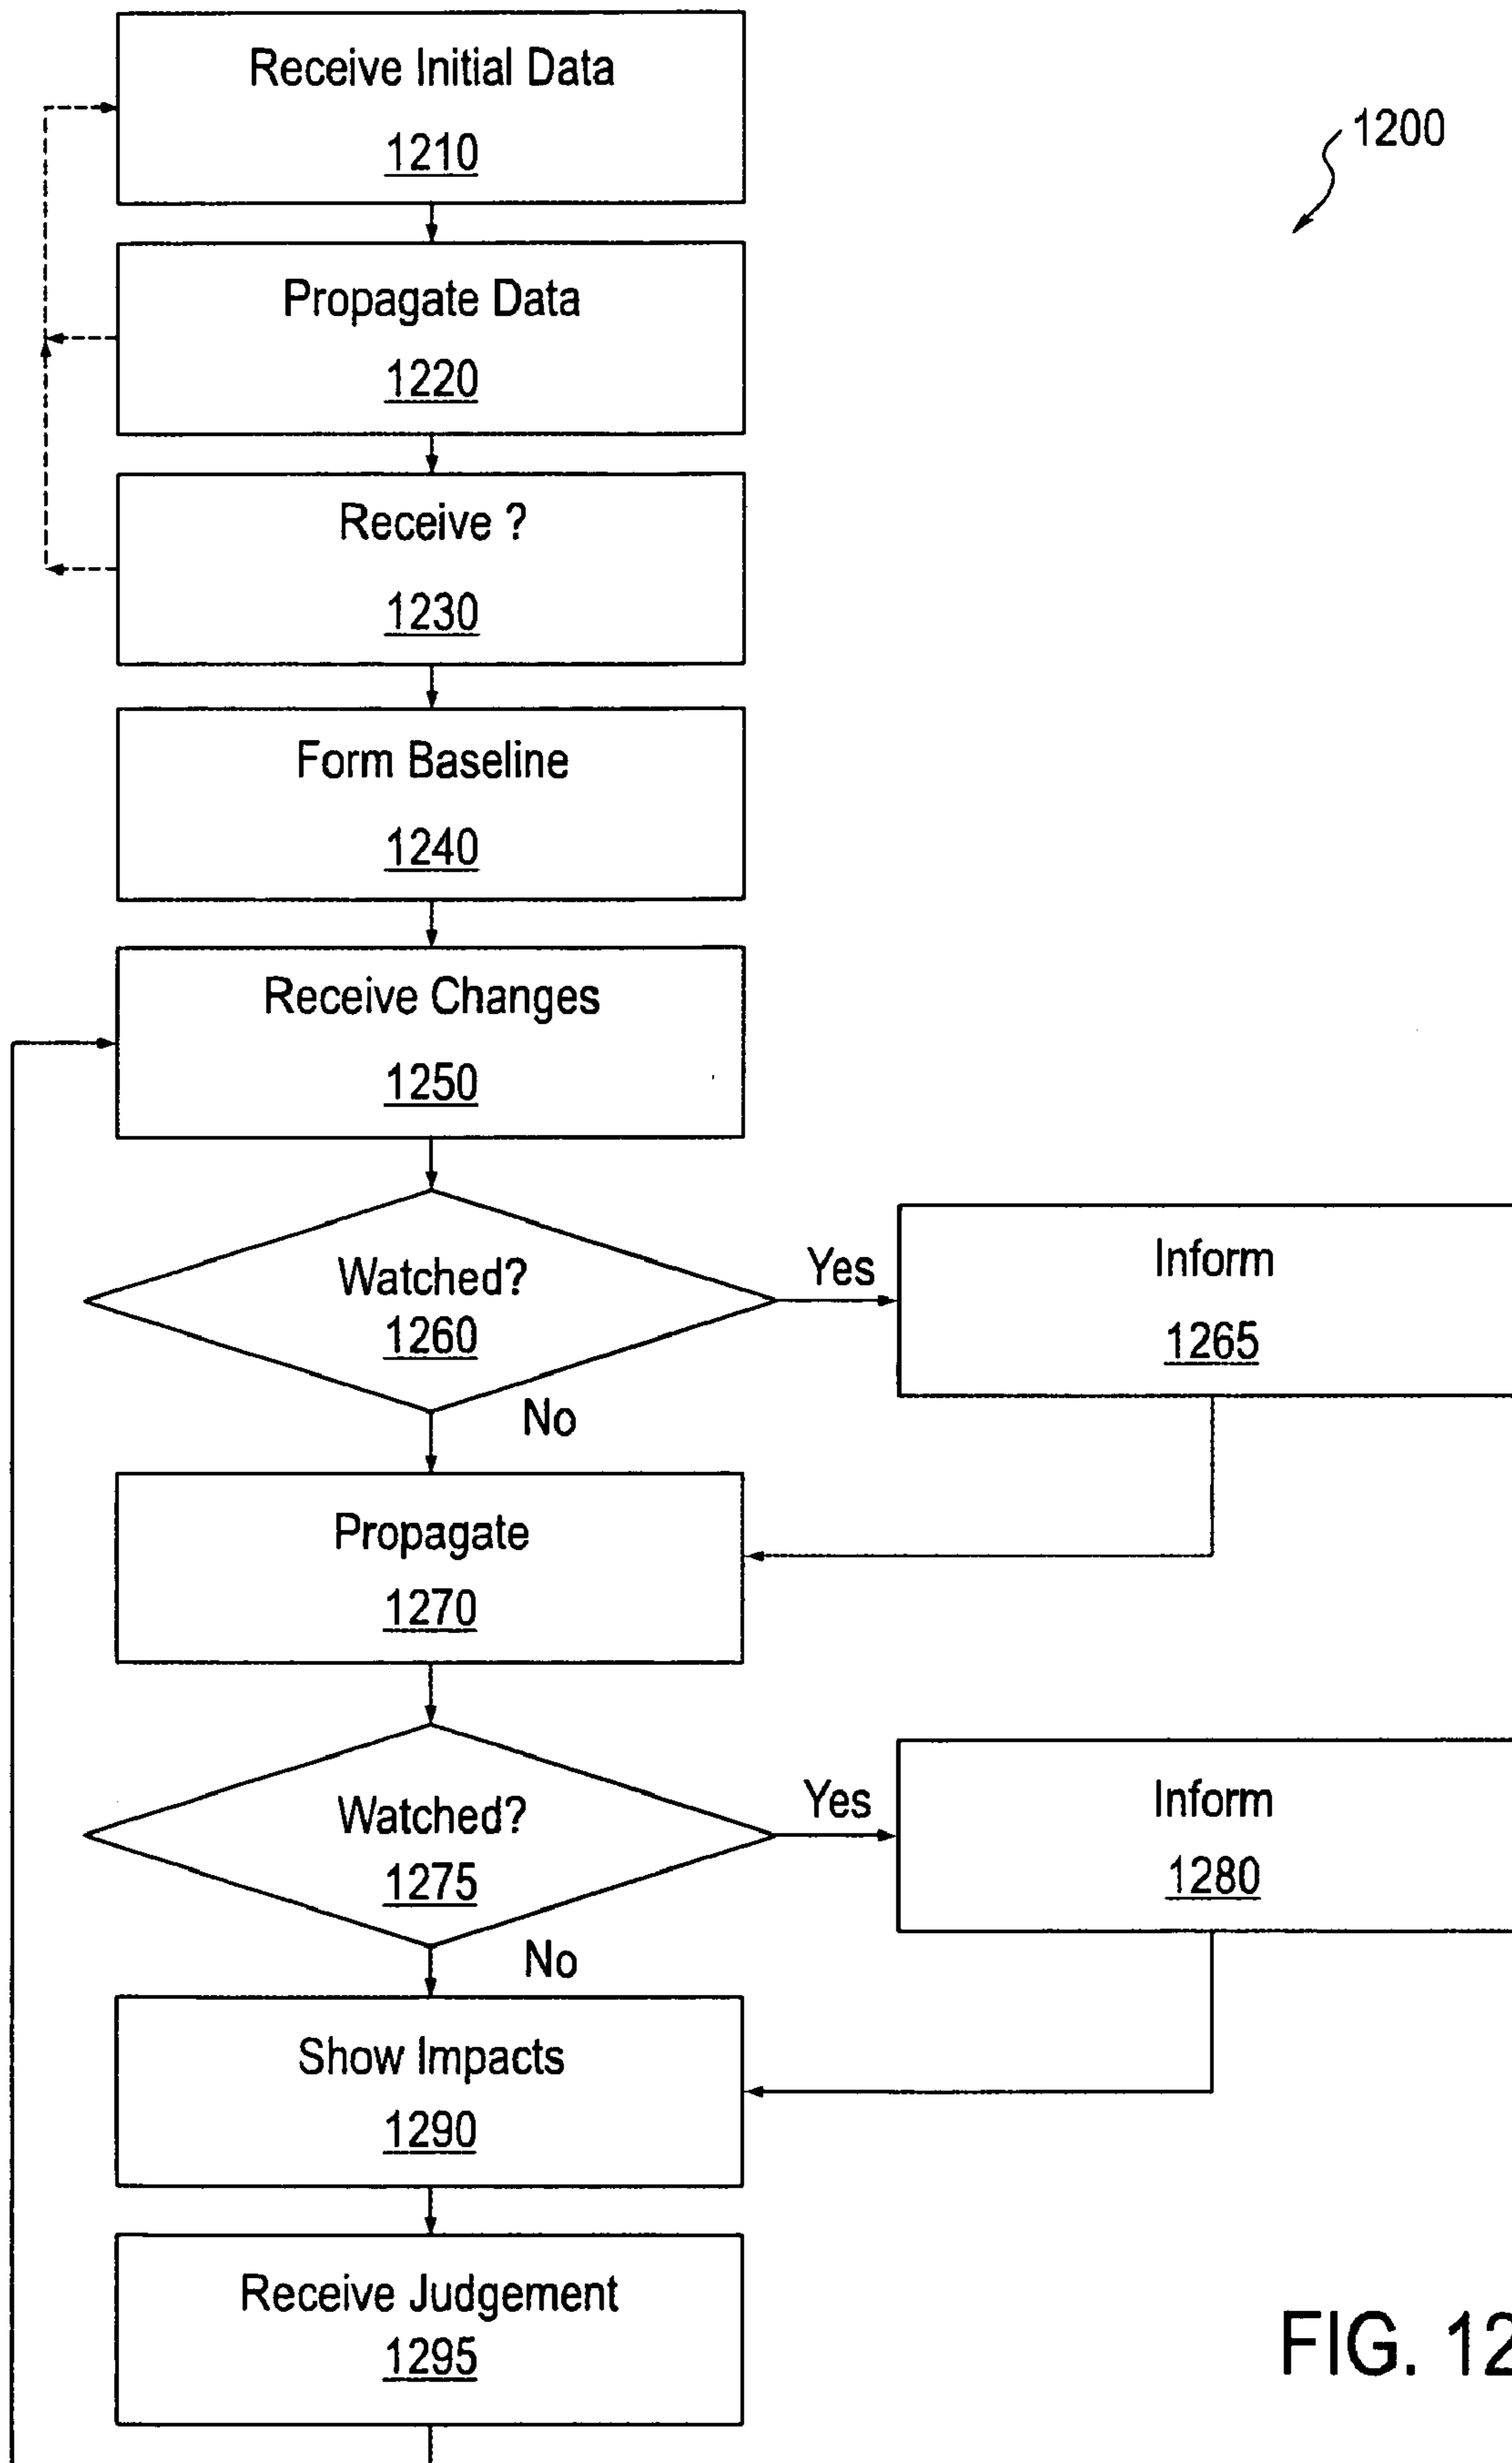 Receive Initial Data
1210
1200
Propagate Data
1220
Receive ?
1230
Form Baseline
1240
Receive Changes
1250
Watched?
1260
Yes
Inform
1265
No
Propagate
1270
Watched?
1275
Yes
Inform
1280
No
Show Impacts
1290
Receive Judgement
1295
FIG. 12